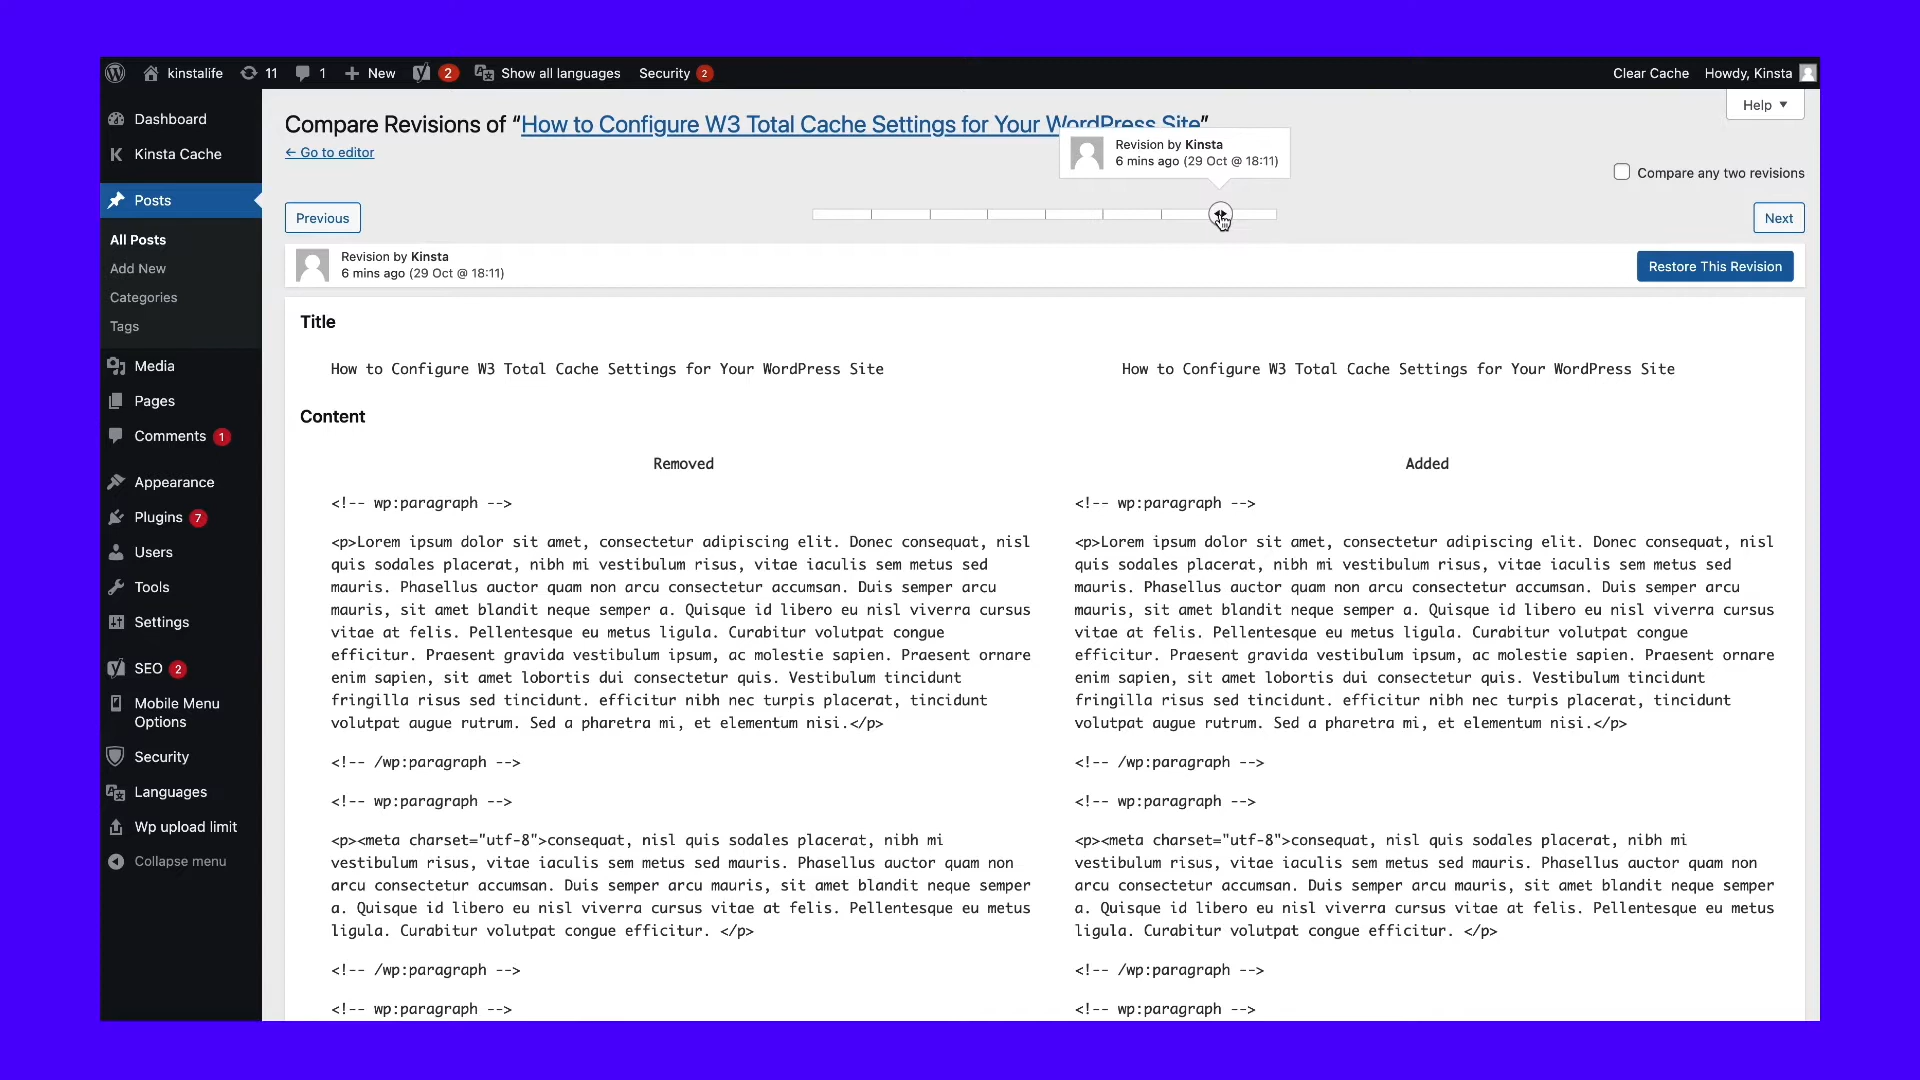 kinstalife 11 1 New 2 Show all languages Security 2 Clear Cache Howdy, Kinsta
Dashboard
Kinsta Cache
Posts
All Posts
Add New
Categories
Tags
Media
Pages
Comments 1
Appearance
Plugins 7
Users
Tools
Settings
SEO 2
Mobile Menu
Options
Security
Languages
Wp upload limit
Collapse menu
Help ▼
Compare Revisions of “How to Configure W3 Total Cache Settings for Your WordPress Site”
← Go to editor
Revision by Kinsta
6 mins ago (29 Oct @ 18:11)
Compare any two revisions
Previous
Next
Revision by Kinsta
6 mins ago (29 Oct @ 18:11)
Restore This Revision
Title
How to Configure W3 Total Cache Settings for Your WordPress Site
How to Configure W3 Total Cache Settings for Your WordPress Site
Content
Removed
<!-- wp:paragraph -->
<p>Lorem ipsum dolor sit amet, consectetur adipiscing elit. Donec consequat, nisl
quis sodales placerat, nibh mi vestibulum risus, vitae iaculis sem metus sed
mauris. Phasellus auctor quam non arcu consectetur accumsan. Duis semper arcu
mauris, sit amet blandit neque semper a. Quisque id libero eu nisl viverra cursus
vitae at felis. Pellentesque eu metus ligula. Curabitur volutpat congue
efficitur. Praesent gravida vestibulum ipsum, ac molestie sapien. Praesent ornare
enim sapien, sit amet lobortis dui consectetur quis. Vestibulum tincidunt
fringilla risus sed tincidunt. efficitur nibh nec turpis placerat, tincidunt
volutpat augue rutrum. Sed a pharetra mi, et elementum nisi.</p>
<!-- /wp:paragraph -->
<!-- wp:paragraph -->
<p><meta charset="utf-8">consequat, nisl quis sodales placerat, nibh mi
vestibulum risus, vitae iaculis sem metus sed mauris. Phasellus auctor quam non
arcu consectetur accumsan. Duis semper arcu mauris, sit amet blandit neque semper
a. Quisque id libero eu nisl viverra cursus vitae at felis. Pellentesque eu metus
ligula. Curabitur volutpat congue efficitur. </p>
<!-- /wp:paragraph -->
<!-- wp:paragraph -->
Added
<!-- wp:paragraph -->
<p>Lorem ipsum dolor sit amet, consectetur adipiscing elit. Donec consequat, nisl
quis sodales placerat, nibh mi vestibulum risus, vitae iaculis sem metus sed
mauris. Phasellus auctor quam non arcu consectetur accumsan. Duis semper arcu
mauris, sit amet blandit neque semper a. Quisque id libero eu nisl viverra cursus
vitae at felis. Pellentesque eu metus ligula. Curabitur volutpat congue
efficitur. Praesent gravida vestibulum ipsum, ac molestie sapien. Praesent ornare
enim sapien, sit amet lobortis dui consectetur quis. Vestibulum tincidunt
fringilla risus sed tincidunt. efficitur nibh nec turpis placerat, tincidunt
volutpat augue rutrum. Sed a pharetra mi, et elementum nisi.</p>
<!-- /wp:paragraph -->
<!-- wp:paragraph -->
<p><meta charset="utf-8">consequat, nisl quis sodales placerat, nibh mi
vestibulum risus, vitae iaculis sem metus sed mauris. Phasellus auctor quam non
arcu consectetur accumsan. Duis semper arcu mauris, sit amet blandit neque semper
a. Quisque id libero eu nisl viverra cursus vitae at felis. Pellentesque eu metus
ligula. Curabitur volutpat congue efficitur. </p>
<!-- /wp:paragraph -->
<!-- wp:paragraph -->